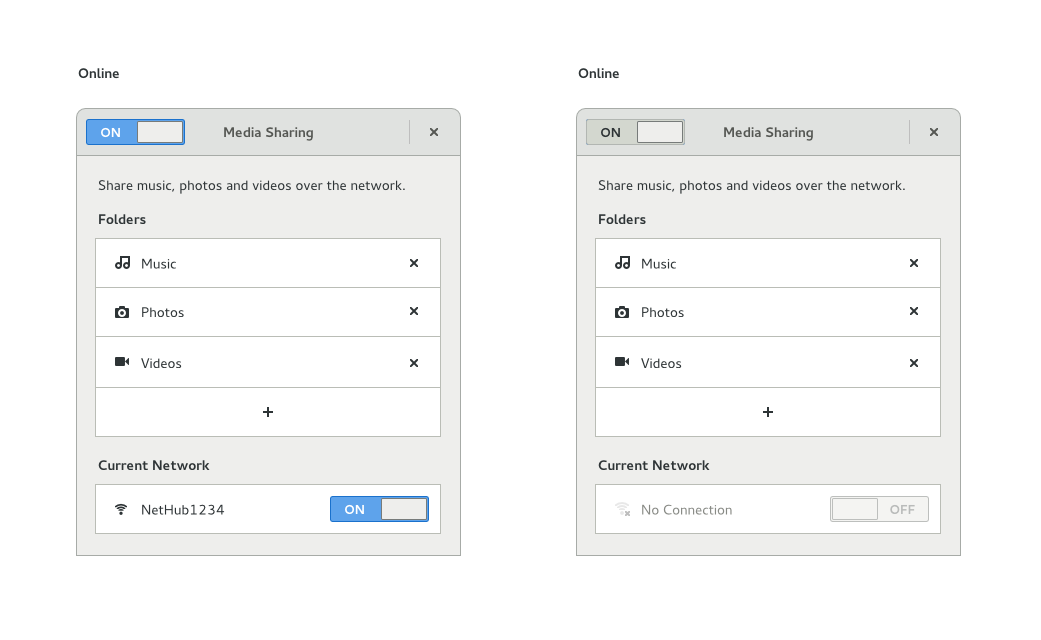 Online
ON Media Sharing
Share music, photos and videos over the network.
Folders
Music
Photos
Videos
+
Current Network
NetHub1234 ON
Online
ON Media Sharing
Share music, photos and videos over the network.
Folders
Music
Photos
Videos
+
Current Network
No Connection OFF